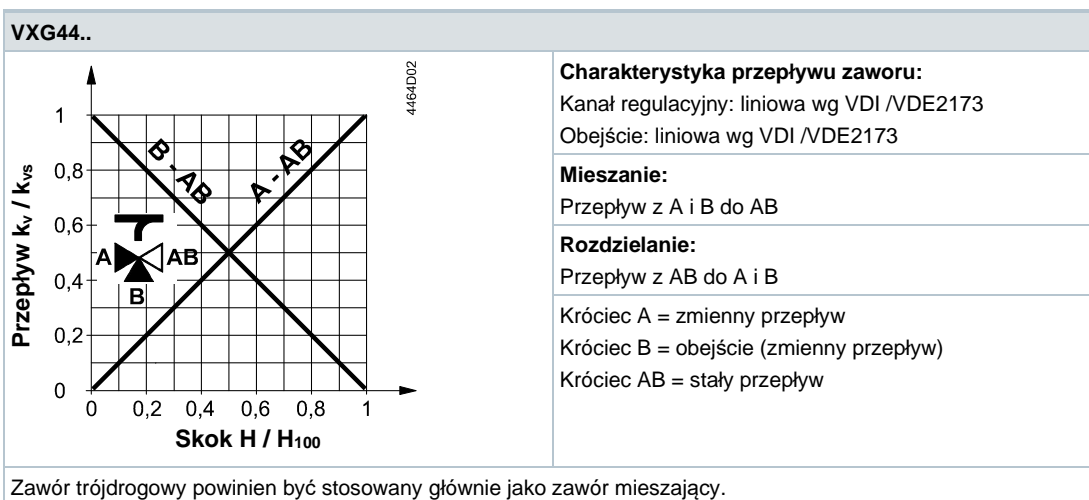 VXG44..
4464D02
1
0,8
0,6
0,4
0,2
0
0 0,2 0,4 0,6 0,8 1
Przepływ kv / kvs
Skok H / H100
B - AB
A - AB
A AB
B
Charakterystyka przepływu zaworu:
Kanał regulacyjny: liniowa wg VDI /VDE2173
Obejście: liniowa wg VDI /VDE2173
Mieszanie:
Przepływ z A i B do AB
Rozdzielanie:
Przepływ z AB do A i B
Króciec A = zmienny przepływ
Króciec B = obejście (zmienny przepływ)
Króciec AB = stały przepływ
Zawór trójdrogowy powinien być stosowany głównie jako zawór mieszający.